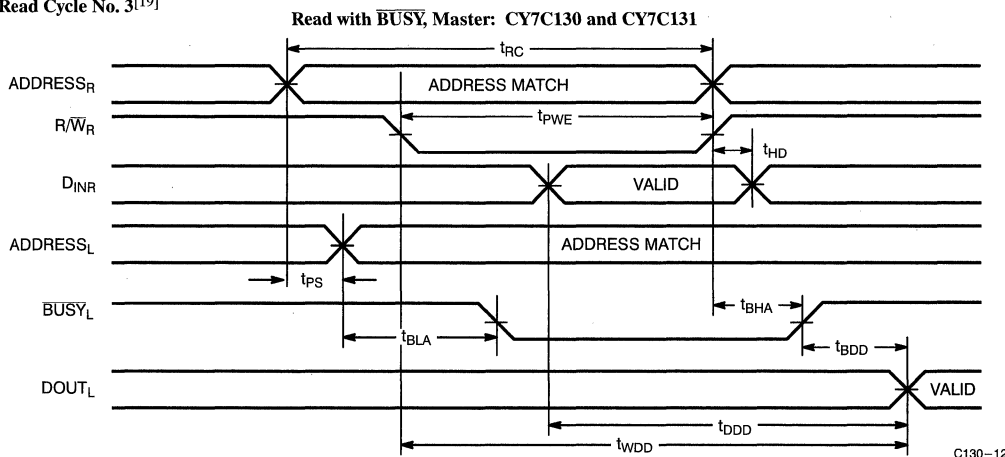 Read Cycle No. 3[19]
Read with BUSY, Master: CY7C130 and CY7C131
tRC
ADDRESSR
ADDRESS MATCH
R/WR
tPWE
tHD
DINR
VALID
ADDRESSL
ADDRESS MATCH
tPS
BUSYL
tBHA
tBLA
tBDD
DOUTL
VALID
tDDD
tWDD
C130–12